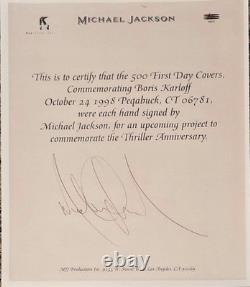 MICHAEL JACKSON
This is to certify that the 500 First Day Covers,
Commemorating Boris Karloff
October 24 1998 Peqabuck, CT 06781,
were each hand signed by
Michael Jackson, for an upcoming project to
commemorate the Thriller Anniversary.
MJJ Productions Inc. Los Angeles, CA